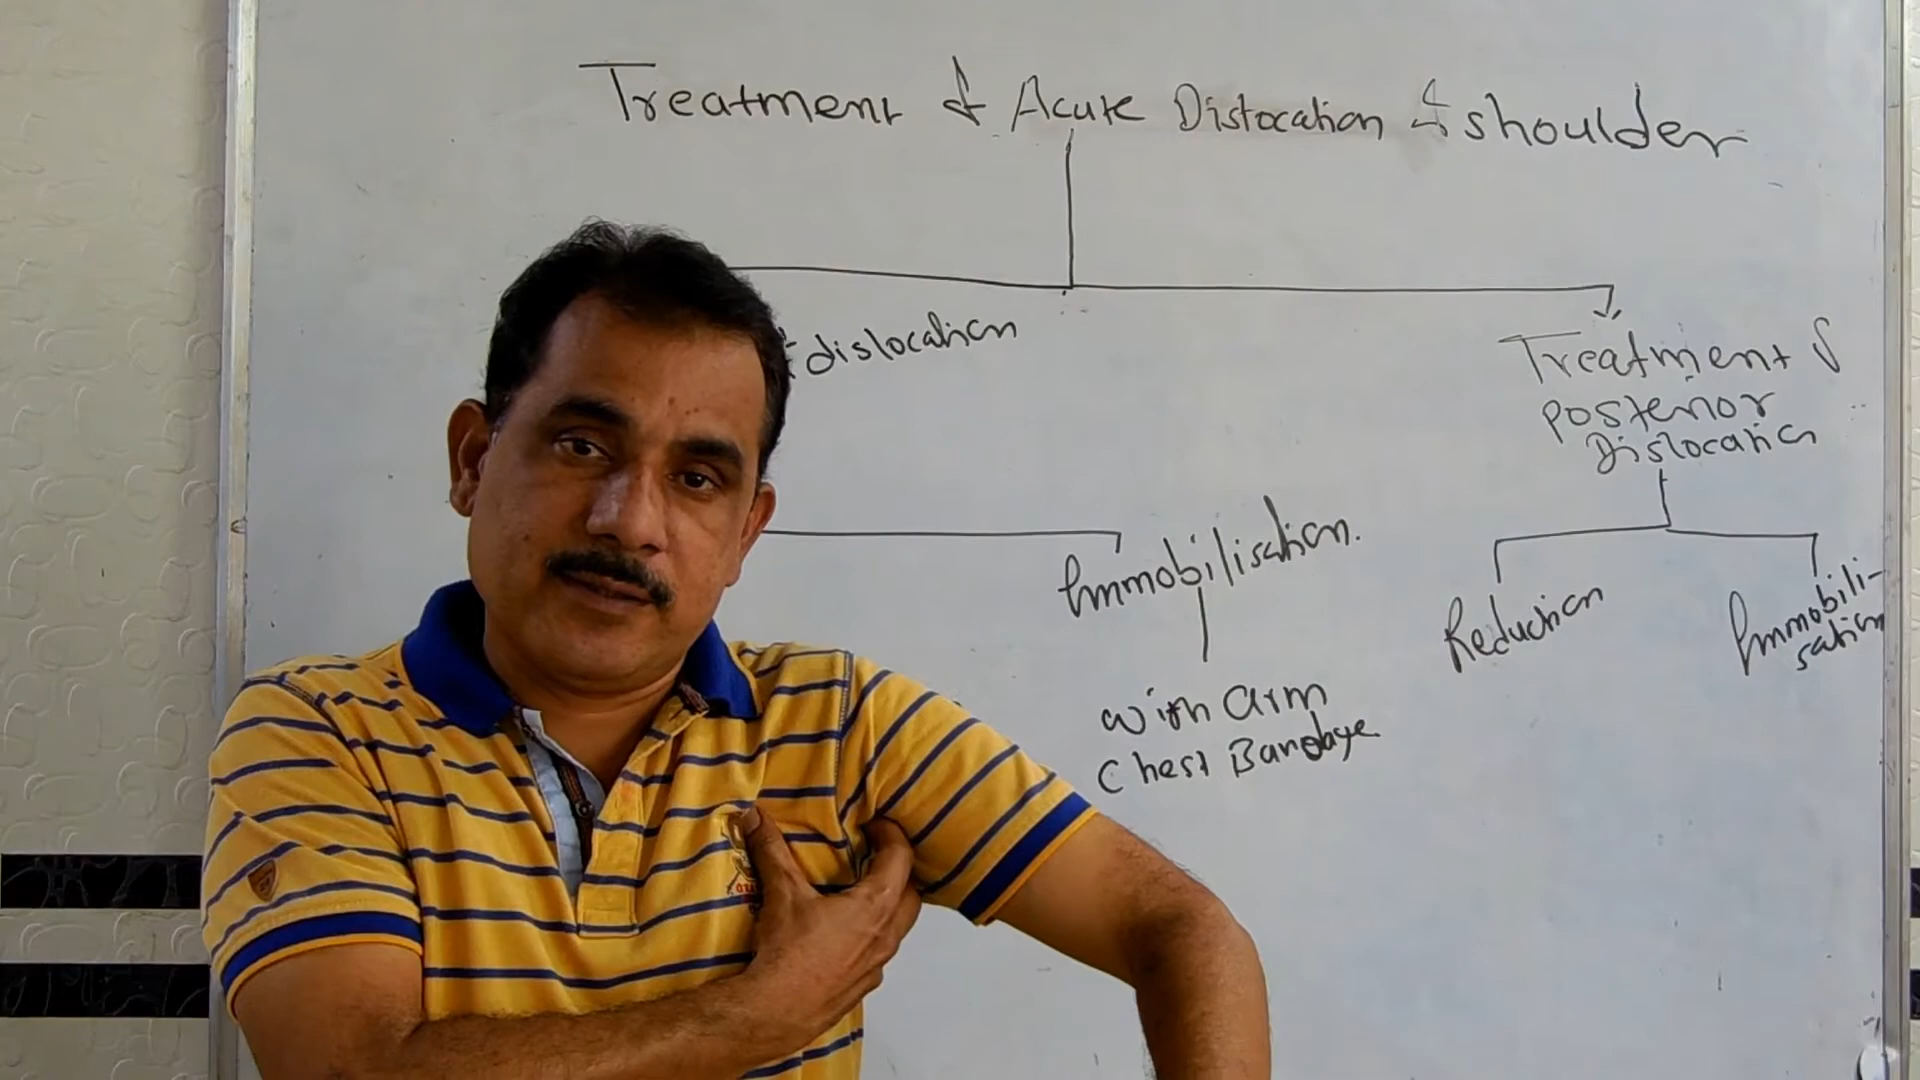 Treatment of Acute Dislocation of shoulder
dislocation
Treatment of
posterior
Dislocation
Immobilisation.
with arm
Chest Bandage
Reduction
Immobili-
sation